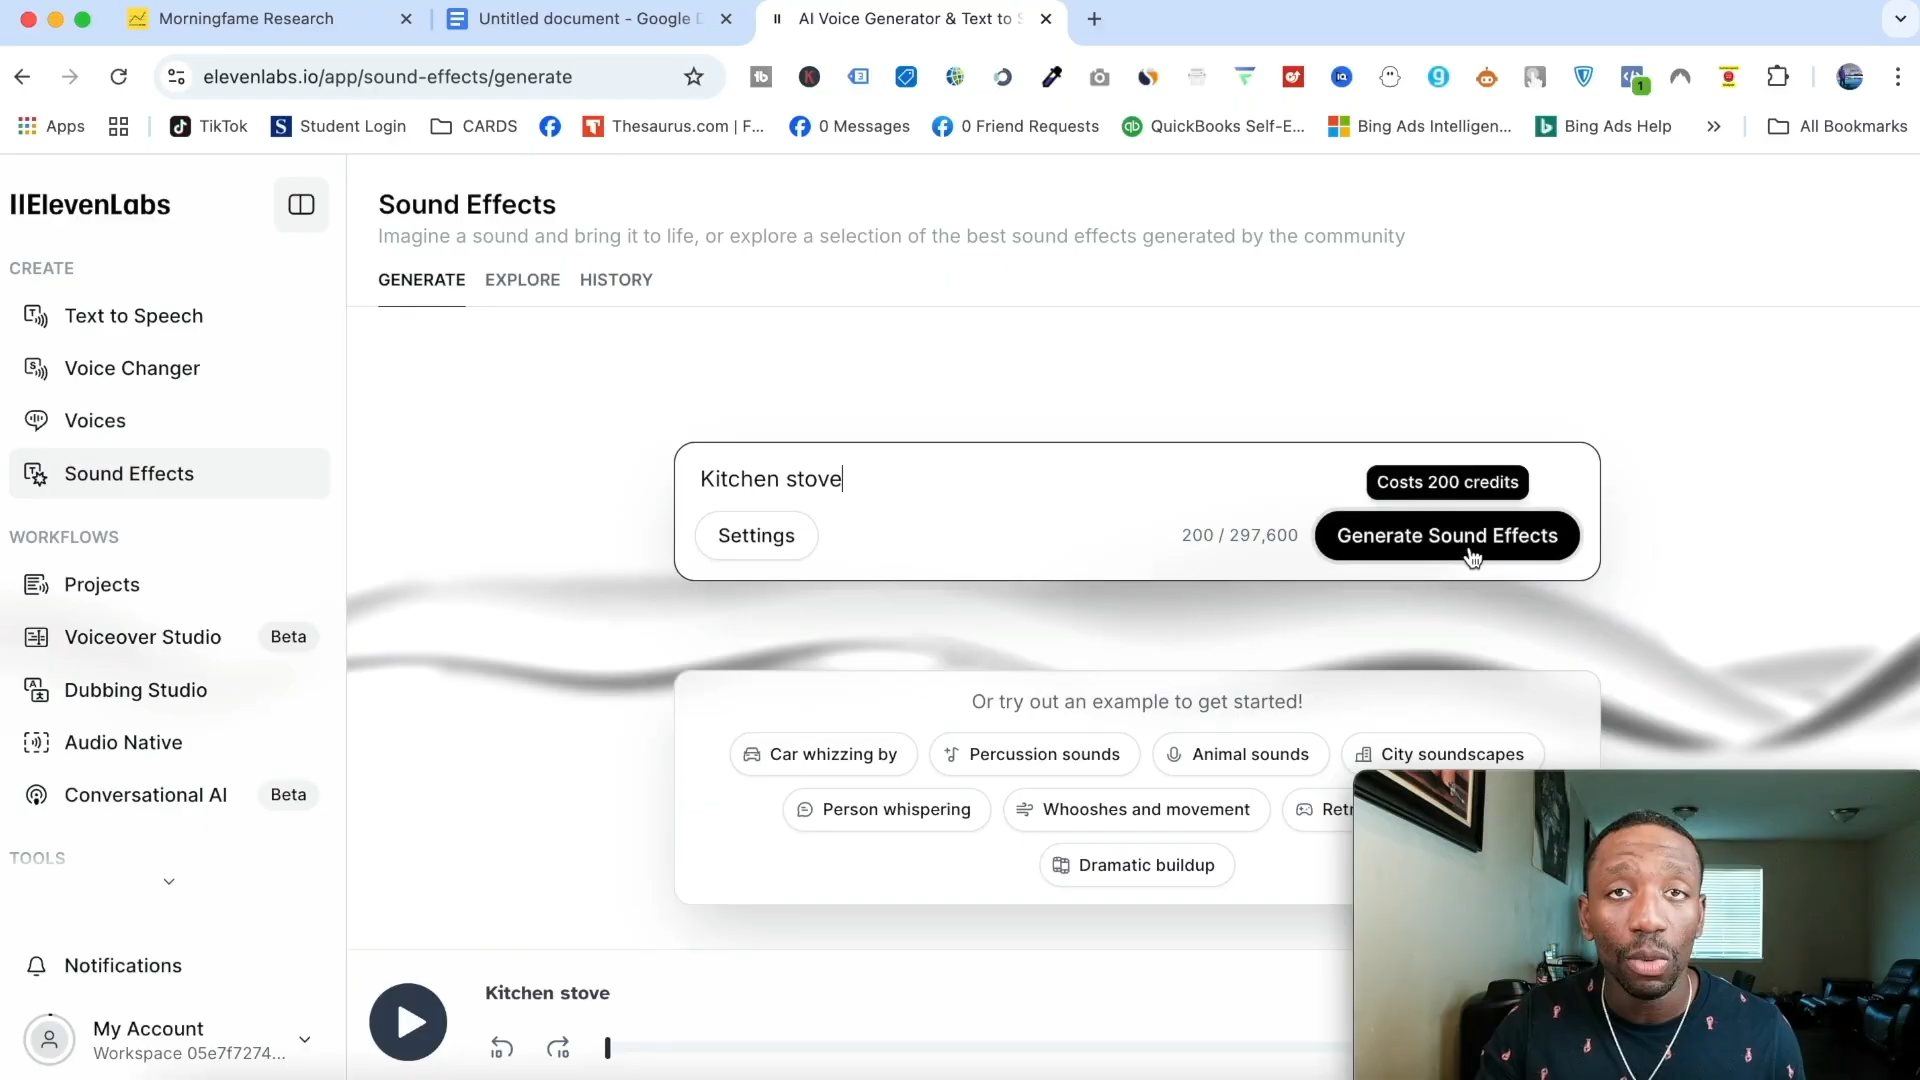 Morningfame Research
Untitled document - Google D
AI Voice Generator & Text to S
elevenlabs.io/app/sound-effects/generate
Apps
TikTok
Student Login
CARDS
Thesaurus.com | F...
0 Messages
0 Friend Requests
QuickBooks Self-E...
Bing Ads Intelligen...
Bing Ads Help
All Bookmarks
IIElevenLabs
CREATE
Text to Speech
Voice Changer
Voices
Sound Effects
WORKFLOWS
Projects
Voiceover Studio Beta
Dubbing Studio
Audio Native
Conversational AI Beta
TOOLS
Notifications
My Account
Workspace 05e7f7274...
Sound Effects
Imagine a sound and bring it to life, or explore a selection of the best sound effects generated by the community
GENERATE EXPLORE HISTORY
Kitchen stove
Costs 200 credits
Settings
200 / 297,600
Generate Sound Effects
Or try out an example to get started!
Car whizzing by
Percussion sounds
Animal sounds
City soundscapes
Person whispering
Whooshes and movement
Retr
Dramatic buildup
Kitchen stove
10 10